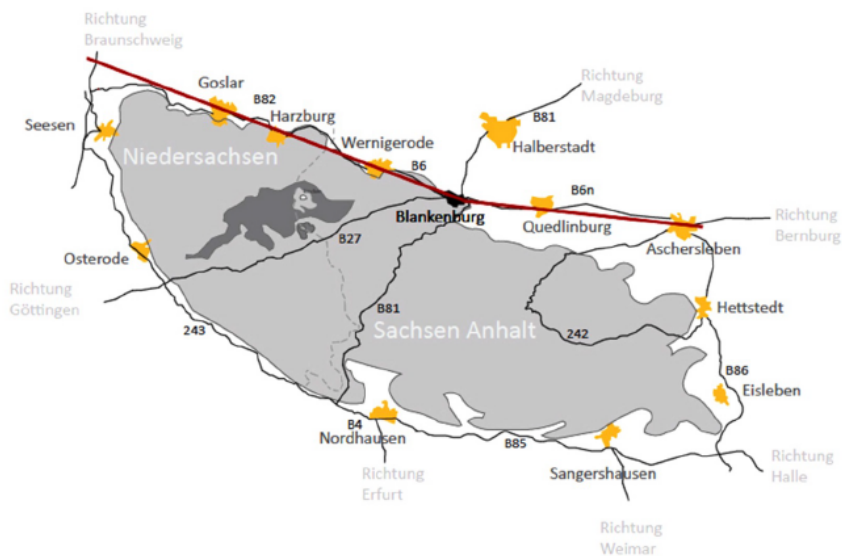 Richtung
Braunschweig
Goslar
B82
Harzburg
Seesen
Niedersachsen
Wernigerode
B6
Richtung
Magdeburg
B81
Halberstadt
B6n
Blankenburg
Quedlinburg
Richtung
Bernburg
Aschersleben
B27
Osterode
Richtung
Göttingen
243
B81
Sachsen Anhalt
242
Hettstedt
B86
Eisleben
B4
Nordhausen
B85
Sangershausen
Richtung
Erfurt
Richtung
Halle
Richtung
Weimar